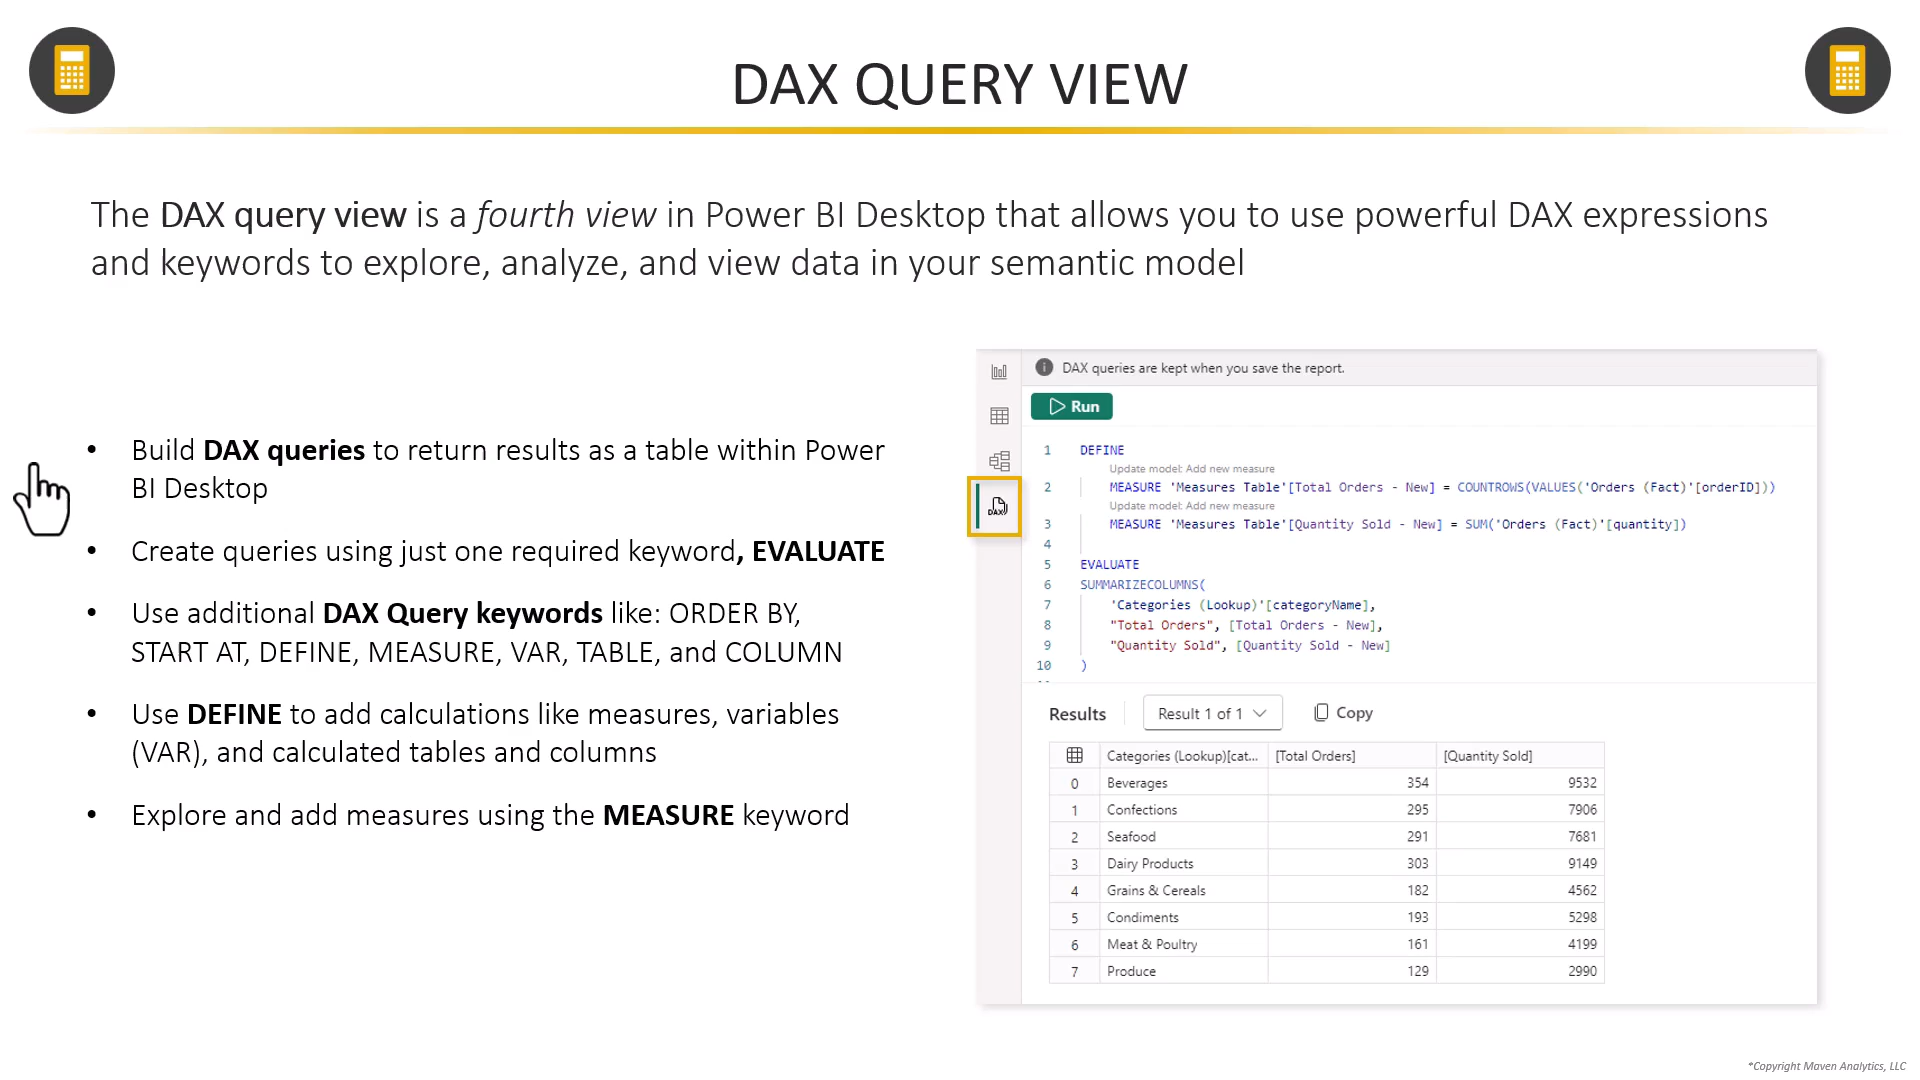 DAX QUERY VIEW
The DAX query view is a fourth view in Power BI Desktop that allows you to use powerful DAX expressions
and keywords to explore, analyze, and view data in your semantic model
• Build DAX queries to return results as a table within Power
BI Desktop
• Create queries using just one required keyword, EVALUATE
• Use additional DAX Query keywords like: ORDER BY,
START AT, DEFINE, MEASURE, VAR, TABLE, and COLUMN
• Use DEFINE to add calculations like measures, variables
(VAR), and calculated tables and columns
• Explore and add measures using the MEASURE keyword
DAX queries are kept when you save the report.
Run
DAX
1 DEFINE
Update model: Add new measure
2 MEASURE 'Measures Table'[Total Orders - New] = COUNTROWS(VALUES('Orders (Fact)'[orderID]))
Update model: Add new measure
3 MEASURE 'Measures Table'[Quantity Sold - New] = SUM('Orders (Fact)'[quantity])
4
5 EVALUATE
6 SUMMARIZECOLUMNS(
7 'Categories (Lookup)'[categoryName],
8 "Total Orders", [Total Orders - New],
9 "Quantity Sold", [Quantity Sold - New]
10 )
Results Result 1 of 1 Copy
Categories (Lookup)[cat... [Total Orders] [Quantity Sold]
0 Beverages 354 9532
1 Confections 295 7906
2 Seafood 291 7681
3 Dairy Products 303 9149
4 Grains & Cereals 182 4562
5 Condiments 193 5298
6 Meat & Poultry 161 4199
7 Produce 129 2990
*Copyright Maven Analytics, LLC